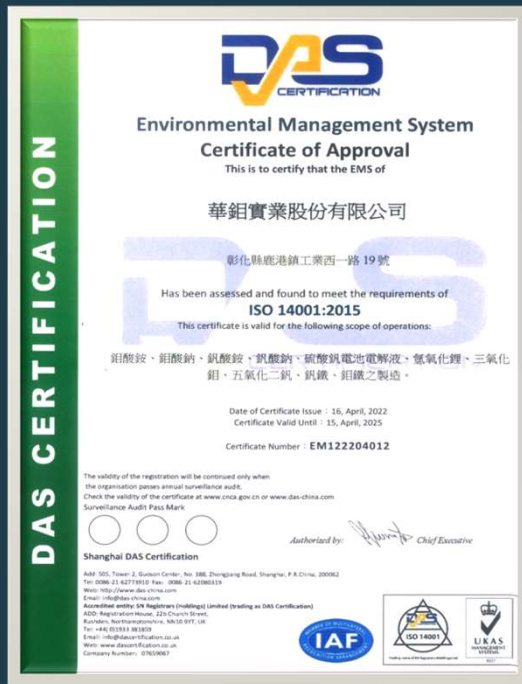 DAS
CERTIFICATION
DAS CERTIFICATION
Environmental Management System
Certificate of Approval
This is to certify that the EMS of
華鉬實業股份有限公司
彰化縣鹿港鎮工業西一路 19 號
Has been assessed and found to meet the requirements of
ISO 14001:2015
This certificate is valid for the following scope of operations:
鉬酸銨、鉬酸鈉、釩酸銨、釩酸鈉、硫酸釩電池電解液、氫氧化鋰、三氧化
鉬、五氧化二釩、釩鐵、鉬鐵之製造。
Date of Certificate Issue : 16, April, 2022
Certificate Valid Until : 15, April, 2025
Certificate Number : EM122204012
The validity of the registration will be continued only when
the organisation passes annual surveillance audit.
Check the validity of the certificate at www.cnca.gov.cn or www.das-china.com
Surveillance Audit Pass Mark
Authorized by:
Chief Executive
Shanghai DAS Certification
Add: 505, Tower 2, Guoson Center, No. 388, Zhongjiang Road, Shanghai, P.R.China, 200062
Tel: 0086-21-62773910 Fax: 0086-21-62080319
Web: http://www.das-china.com
Email: info@das-china.com
Accredited entity: SN Registrars (Holdings) Limited (trading as DAS Certification)
ADD: Registration House, 22b Church Street,
Rushden, Northamptonshire, NN10 9YT, UK
Tel: +44( 0)1933 381859
Email: info@dascertification.co.uk
Web: www.dascertification.co.uk
Company Number: 07659067
IAF
ISO 14001
UKAS
MANAGEMENT
SYSTEMS